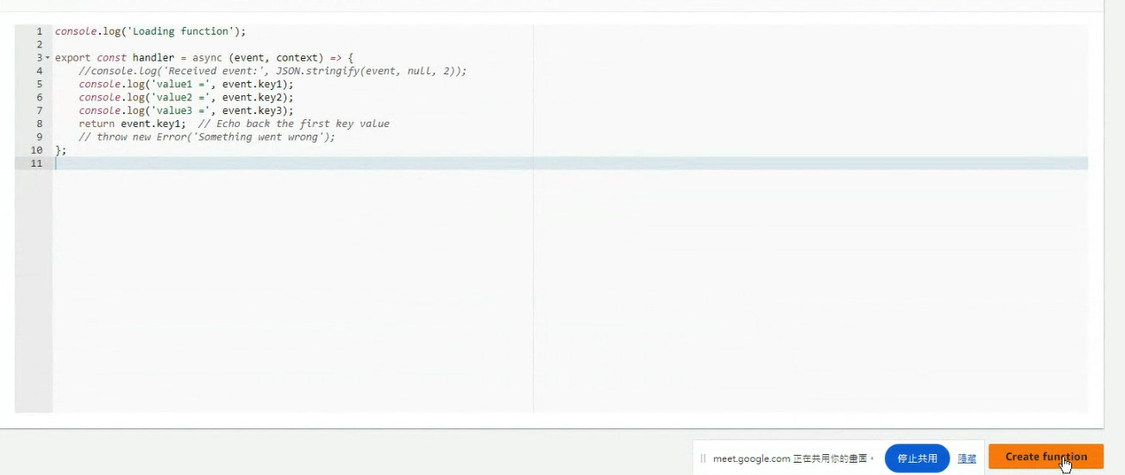 1 console.log('Loading function');
2
3 export const handler = async (event, context) => {
4 //console.log('Received event:', JSON.stringify(event, null, 2));
5 console.log('value1 =', event.key1);
6 console.log('value2 =', event.key2);
7 console.log('value3 =', event.key3);
8 return event.key1;  // Echo back the first key value
9 // throw new Error('Something went wrong');
10 };
11
meet.google.com 正在共用你的畫面。 停止共用 隱藏 Create function